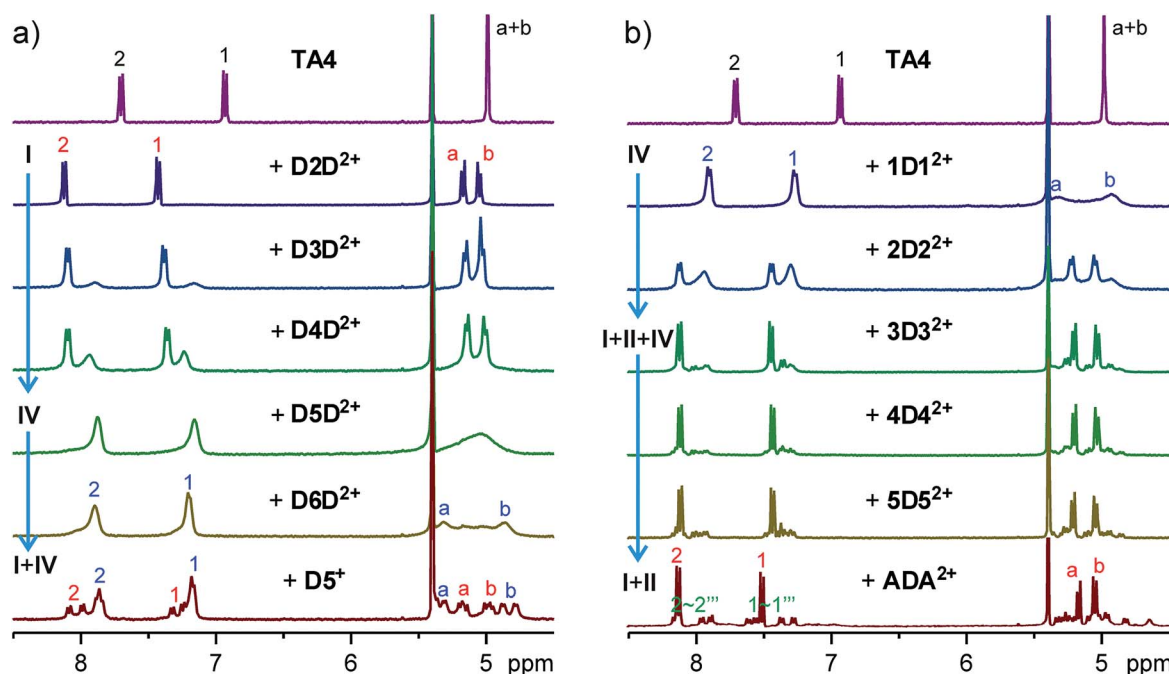 a)
TA4
2
1
a+b
I
2
1
+ D2D²⁺
a
b
+ D3D²⁺
+ D4D²⁺
IV
+ D5D²⁺
2
1
+ D6D²⁺
a
b
I+IV
2
2
1
1
+ D5⁺
a
a
b
b
8
7
6
5
ppm
b)
TA4
2
1
a+b
IV
2
1
+ 1D1²⁺
a
b
+ 2D2²⁺
I+II+IV
+ 3D3²⁺
+ 4D4²⁺
+ 5D5²⁺
I+II
2
1
+ ADA²⁺
a
b
2~2’’’
1~1’’’
8
7
6
5
ppm